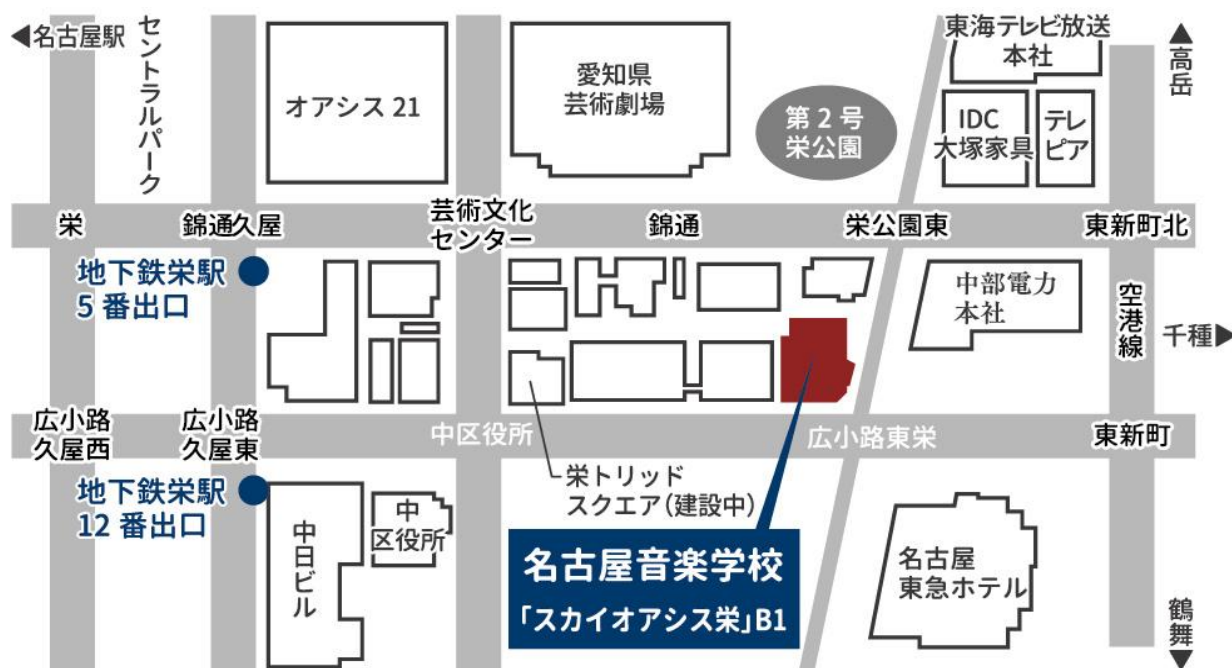 ◀名古屋駅
セントラルパーク
オアシス21
愛知県
芸術劇場
第2号
栄公園
東海テレビ放送
本社
IDC
大塚家具
テレ
ピア
▲高岳
栄
錦通久屋
芸術文化
センター
錦通
栄公園東
東新町北
地下鉄栄駅
5番出口
中部電力
本社
空港線
千種▶
広小路
久屋西
広小路
久屋東
中区役所
広小路東栄
東新町
地下鉄栄駅
12番出口
中日ビル
中
区役所
栄トリッド
スクエア(建設中)
名古屋音楽学校
「スカイオアシス栄」B1
名古屋
東急ホテル
鶴舞▼